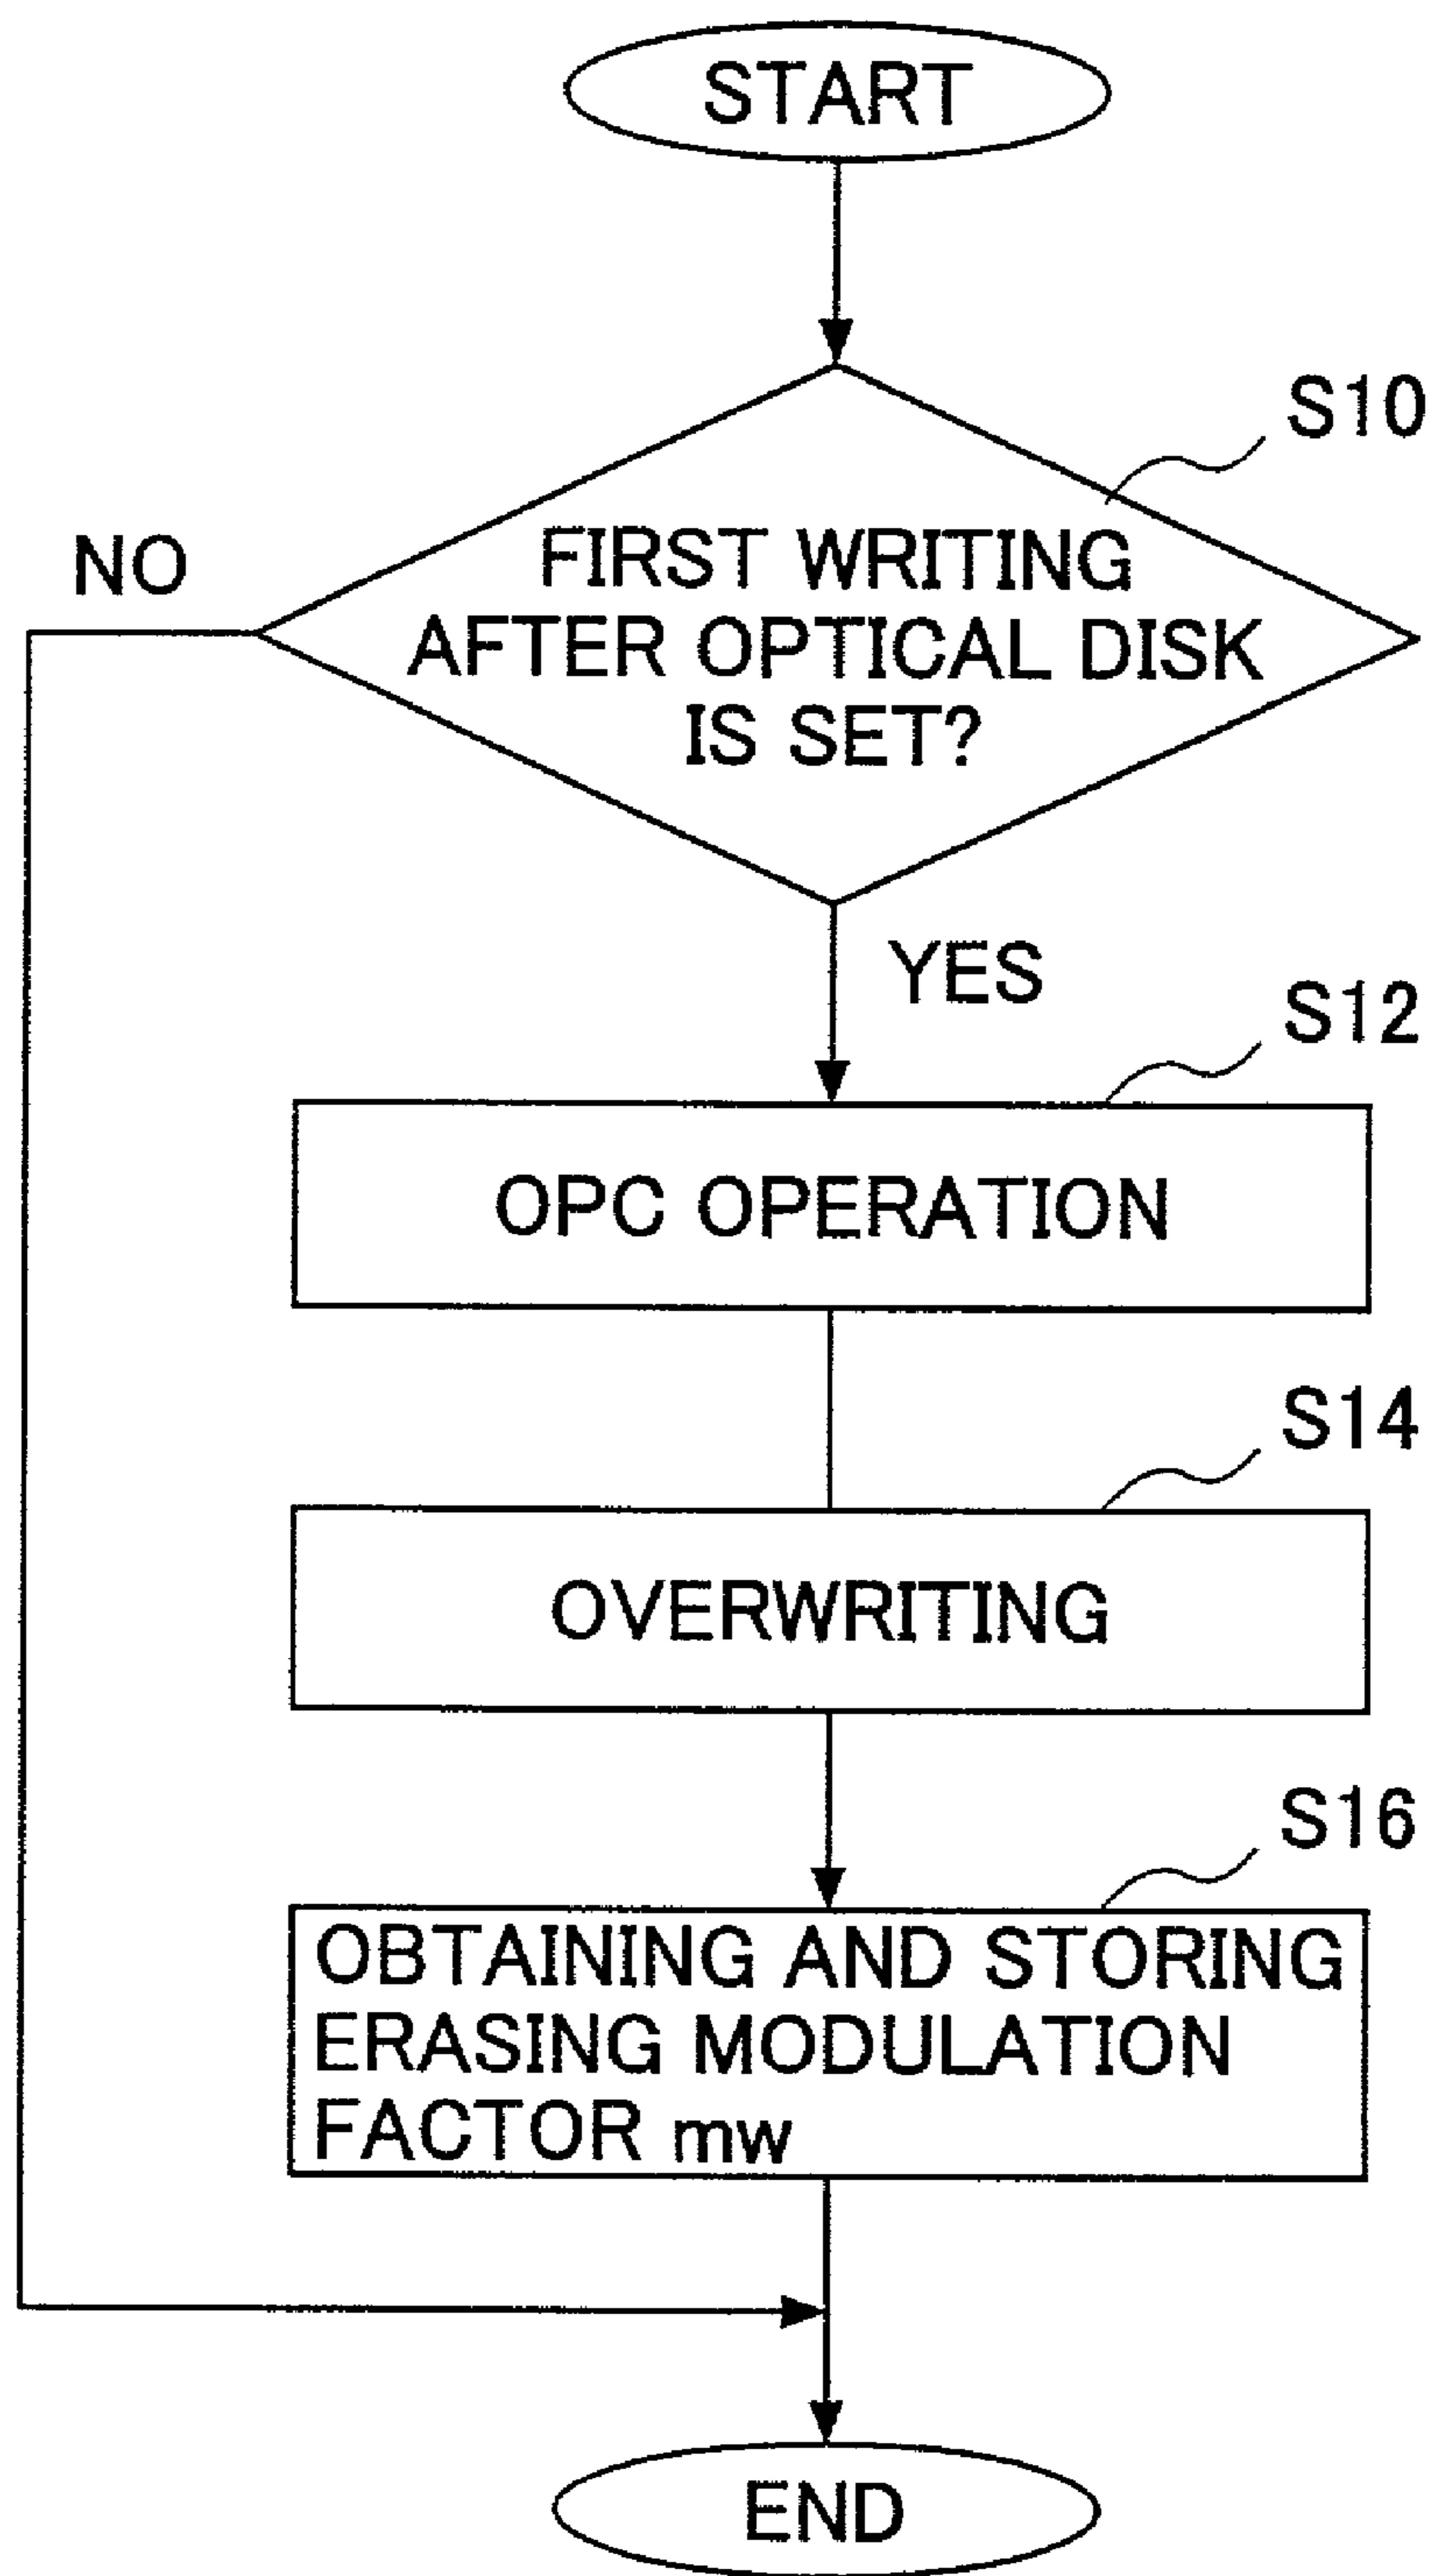 START
S10
NO
FIRST WRITING
AFTER OPTICAL DISK
IS SET?
YES
S12
OPC OPERATION
S14
OVERWRITING
S16
OBTAINING AND STORING
ERASING MODULATION
FACTOR mw
END